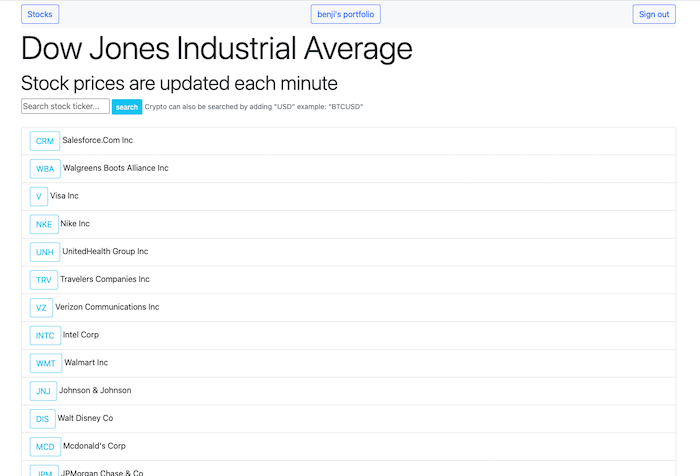 Stocks benji's portfolio Sign out
Dow Jones Industrial Average
Stock prices are updated each minute
Search stock ticker... search Crypto can also be searched by adding "USD" example: "BTCUSD"
CRM Salesforce.Com Inc
WBA Walgreens Boots Alliance Inc
V Visa Inc
NKE Nike Inc
UNH UnitedHealth Group Inc
TRV Travelers Companies Inc
VZ Verizon Communications Inc
INTC Intel Corp
WMT Walmart Inc
JNJ Johnson & Johnson
DIS Walt Disney Co
MCD Mcdonald's Corp
JPM JPMorgan Chase & Co